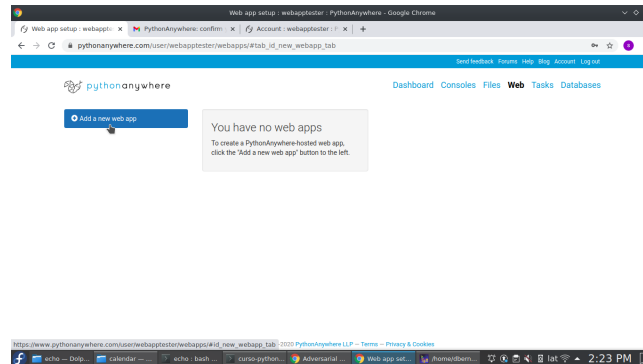 Web app setup : webapptester : PythonAnywhere - Google Chrome
Web app setup : webappte
PythonAnywhere: confirm
Account : webapptester : P
pythonanywhere.com/user/webapptester/webapps/#tab_id_new_webapp_tab
S
Send feedback Forums Help Blog Account Log out
pythonanywhere
Dashboard Consoles Files Web Tasks Databases
Add a new web app
You have no web apps
To create a PythonAnywhere-hosted web app,
click the "Add a new web app" button to the left.
https://www.pythonanywhere.com/user/webapptester/webapps/#id_new_webapp_tab -2020 PythonAnywhere LLP — Terms — Privacy & Cookies
echo — Dolp... calendar — ... echo : bash ... curso-python... Adversarial ... Web app set... /home/dbern... lat 2:23 PM